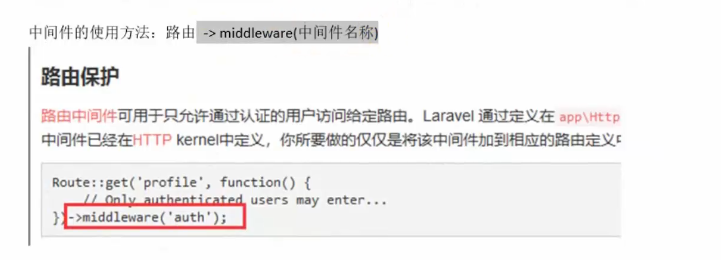 中间件的使用方法：路由 -> middleware(中间件名称)
路由保护
路由中间件可用于只允许通过认证的用户访问给定路由。Laravel 通过定义在 app\Http
中间件已经在HTTP kernel中定义，你所要做的仅仅是将该中间件加到相应的路由定义中
Route::get('profile', function() {
// Only authenticated users may enter...
})->middleware('auth');